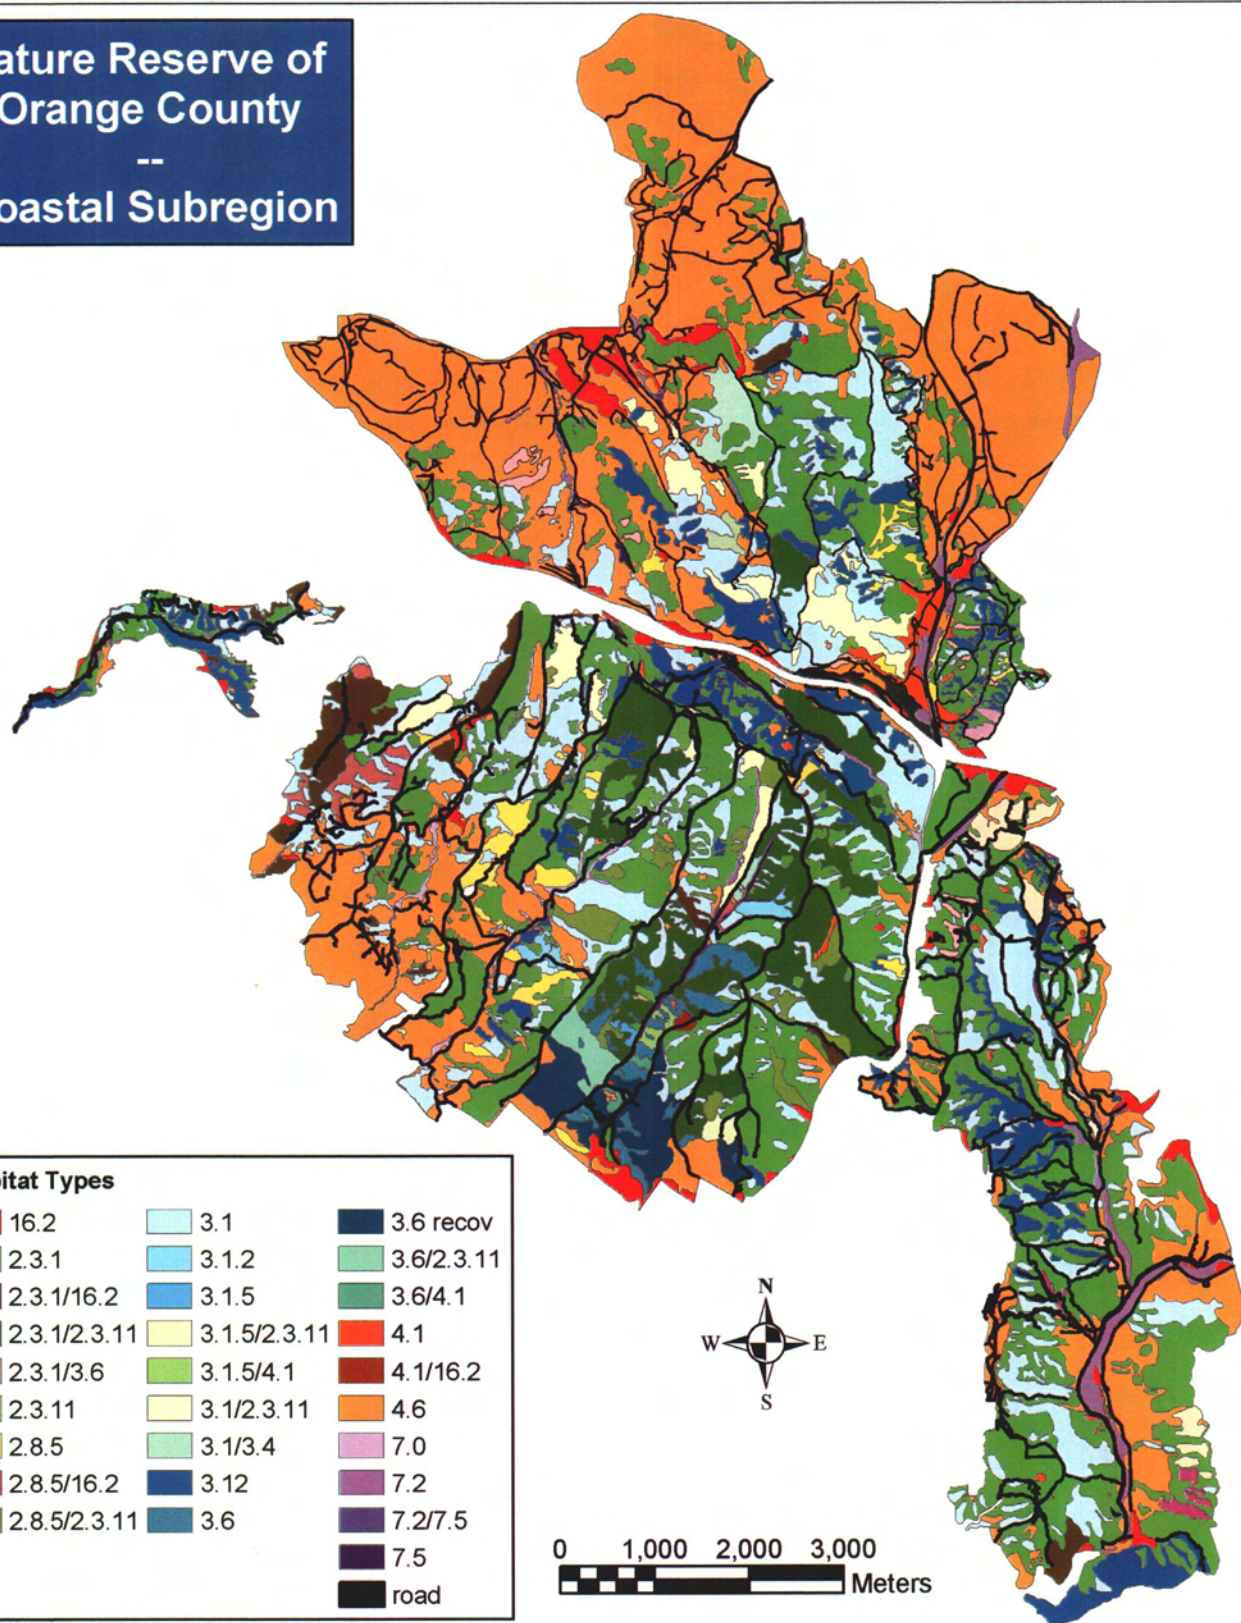 ature Reserve of
Orange County
--
oastal Subregion
itat Types
16.2
2.3.1
2.3.1/16.2
2.3.1/2.3.11
2.3.1/3.6
2.3.11
2.8.5
2.8.5/16.2
2.8.5/2.3.11
3.1
3.1.2
3.1.5
3.1.5/2.3.11
3.1.5/4.1
3.1/2.3.11
3.1/3.4
3.12
3.6
3.6 recov
3.6/2.3.11
3.6/4.1
4.1
4.1/16.2
4.6
7.0
7.2
7.2/7.5
7.5
road
N
W E
S
0 1,000 2,000 3,000
Meters